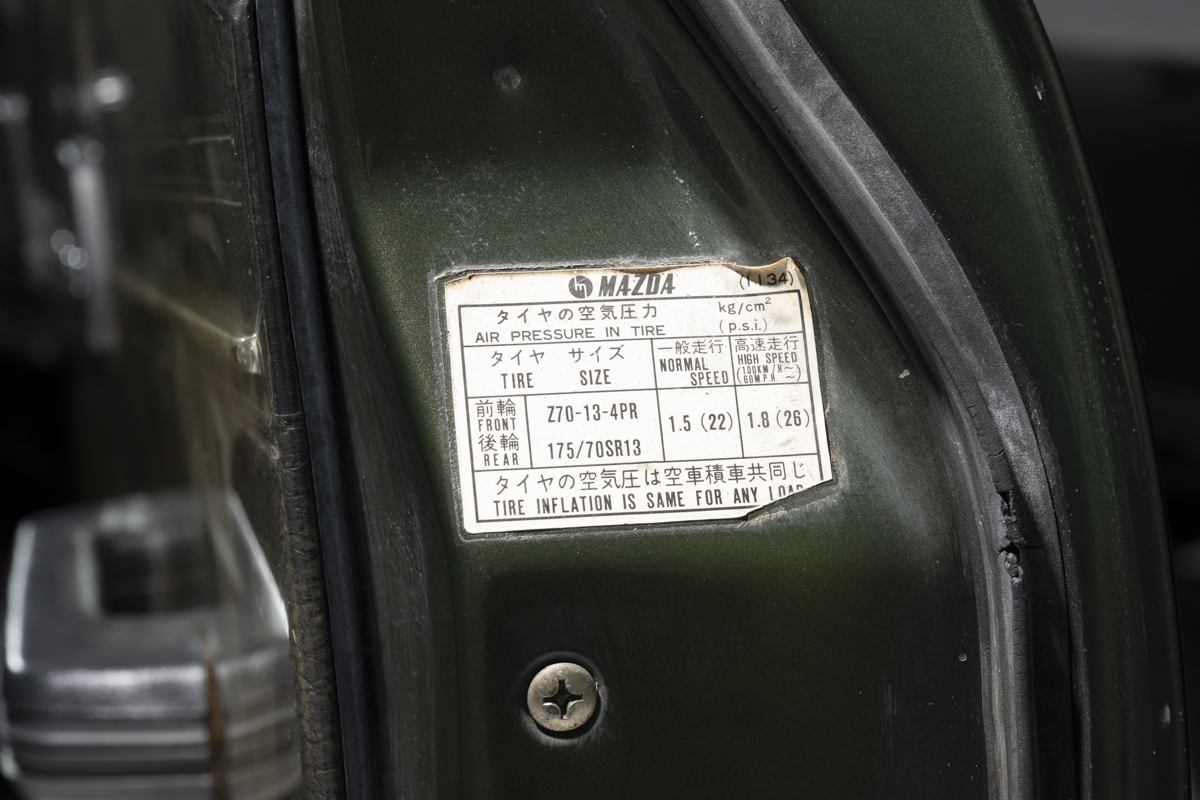 MAZDA (1134)
タイヤの空気圧力 kg/cm²
AIR PRESSURE IN TIRE (p.s.i.)
タイヤ サイズ 一般走行 高速走行
TIRE SIZE NORMAL SPEED HIGH SPEED (100KM/H～ 60M.P.H.～)
前輪 Z70-13-4PR
FRONT 1.5 (22) 1.8 (26)
後輪 175/70SR13
REAR
タイヤの空気圧は空車積車共同じ
TIRE INFLATION IS SAME FOR ANY LOAD